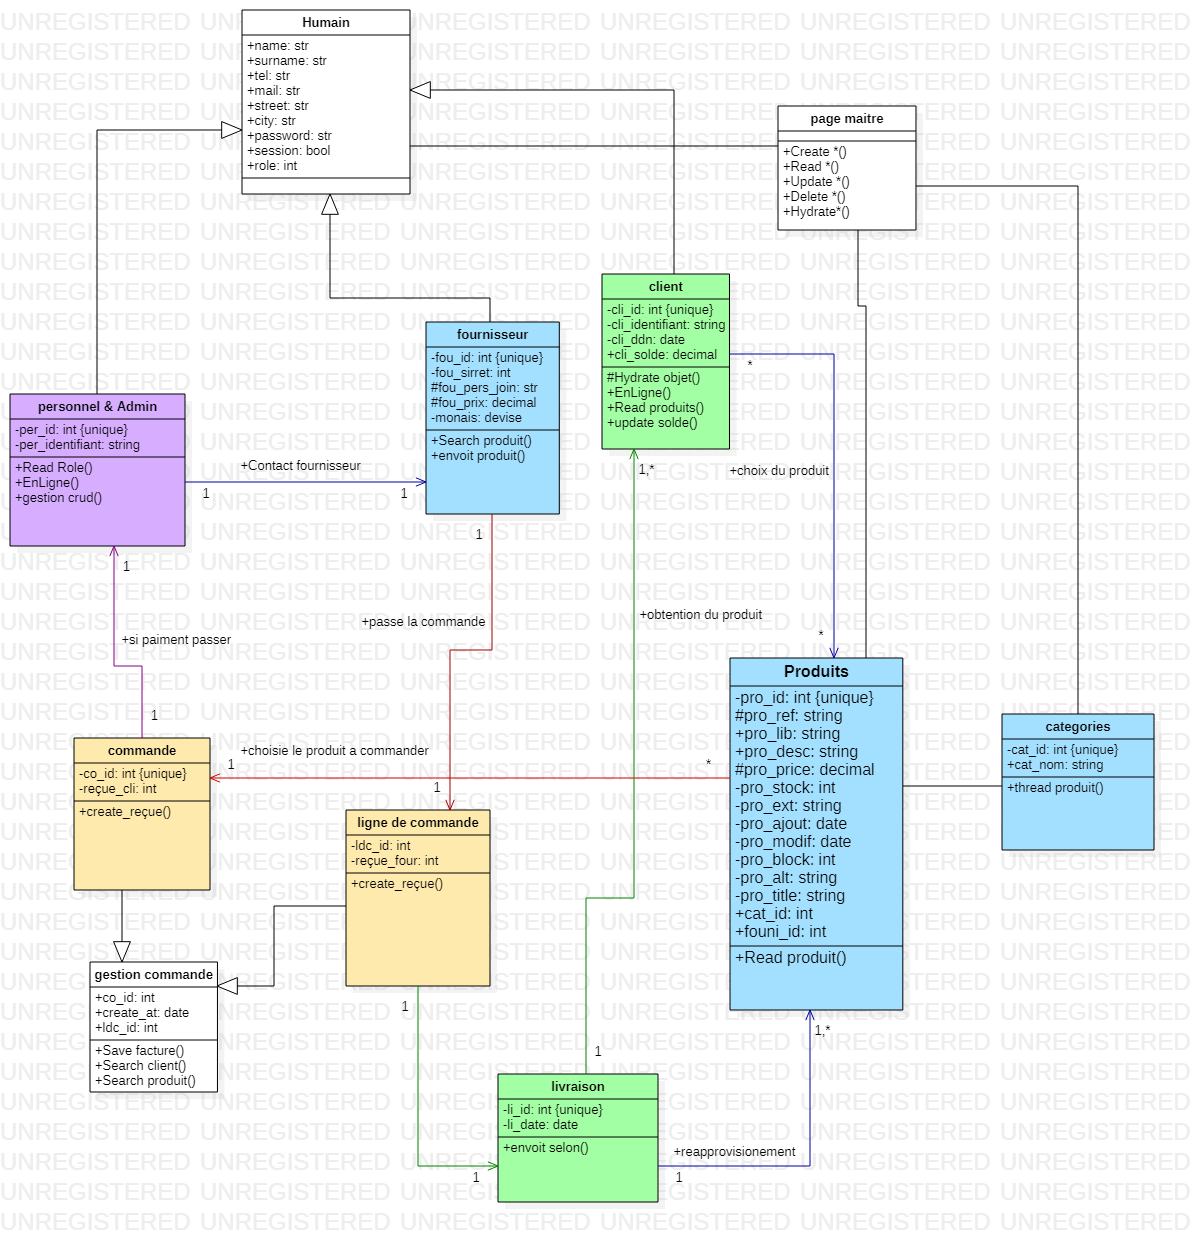 Humain
+name: str
+surname: str
+tel: str
+mail: str
+street: str
+city: str
+password: str
+session: bool
+role: int
page maitre
+Create *()
+Read *()
+Update *()
+Delete *()
+Hydrate*()
client
-cli_id: int {unique}
-cli_identifiant: string
-cli_ddn: date
+cli_solde: decimal
#Hydrate objet()
+EnLigne()
+Read produits()
+update solde()
fournisseur
-fou_id: int {unique}
-fou_sirret: int
#fou_pers_join: str
#fou_prix: decimal
-monais: devise
+Search produit()
+envoit produit()
personnel & Admin
-per_id: int {unique}
-per_identifiant: string
+Read Role()
+EnLigne()
+gestion crud()
+Contact fournisseur
1
1
*
+choix du produit
*
1,*
+obtention du produit
1
1
+passe la commande
1
1
+si paiment passer
1
Produits
-pro_id: int {unique}
#pro_ref: string
+pro_lib: string
+pro_desc: string
#pro_price: decimal
-pro_stock: int
-pro_ext: string
-pro_ajout: date
-pro_modif: date
-pro_block: int
-pro_alt: string
-pro_title: string
+cat_id: int
+founi_id: int
+Read produit()
categories
-cat_id: int {unique}
+cat_nom: string
+thread produit()
commande
-co_id: int {unique}
-reçue_cli: int
+create_reçue()
+choisie le produit a commander
1
*
ligne de commande
-ldc_id: int
-reçue_four: int
+create_reçue()
gestion commande
+co_id: int
+create_at: date
+ldc_id: int
+Save facture()
+Search client()
+Search produit()
1
1
livraison
-li_id: int {unique}
-li_date: date
+envoit selon()
+reapprovisionement
1
1,*
UNREGISTERED